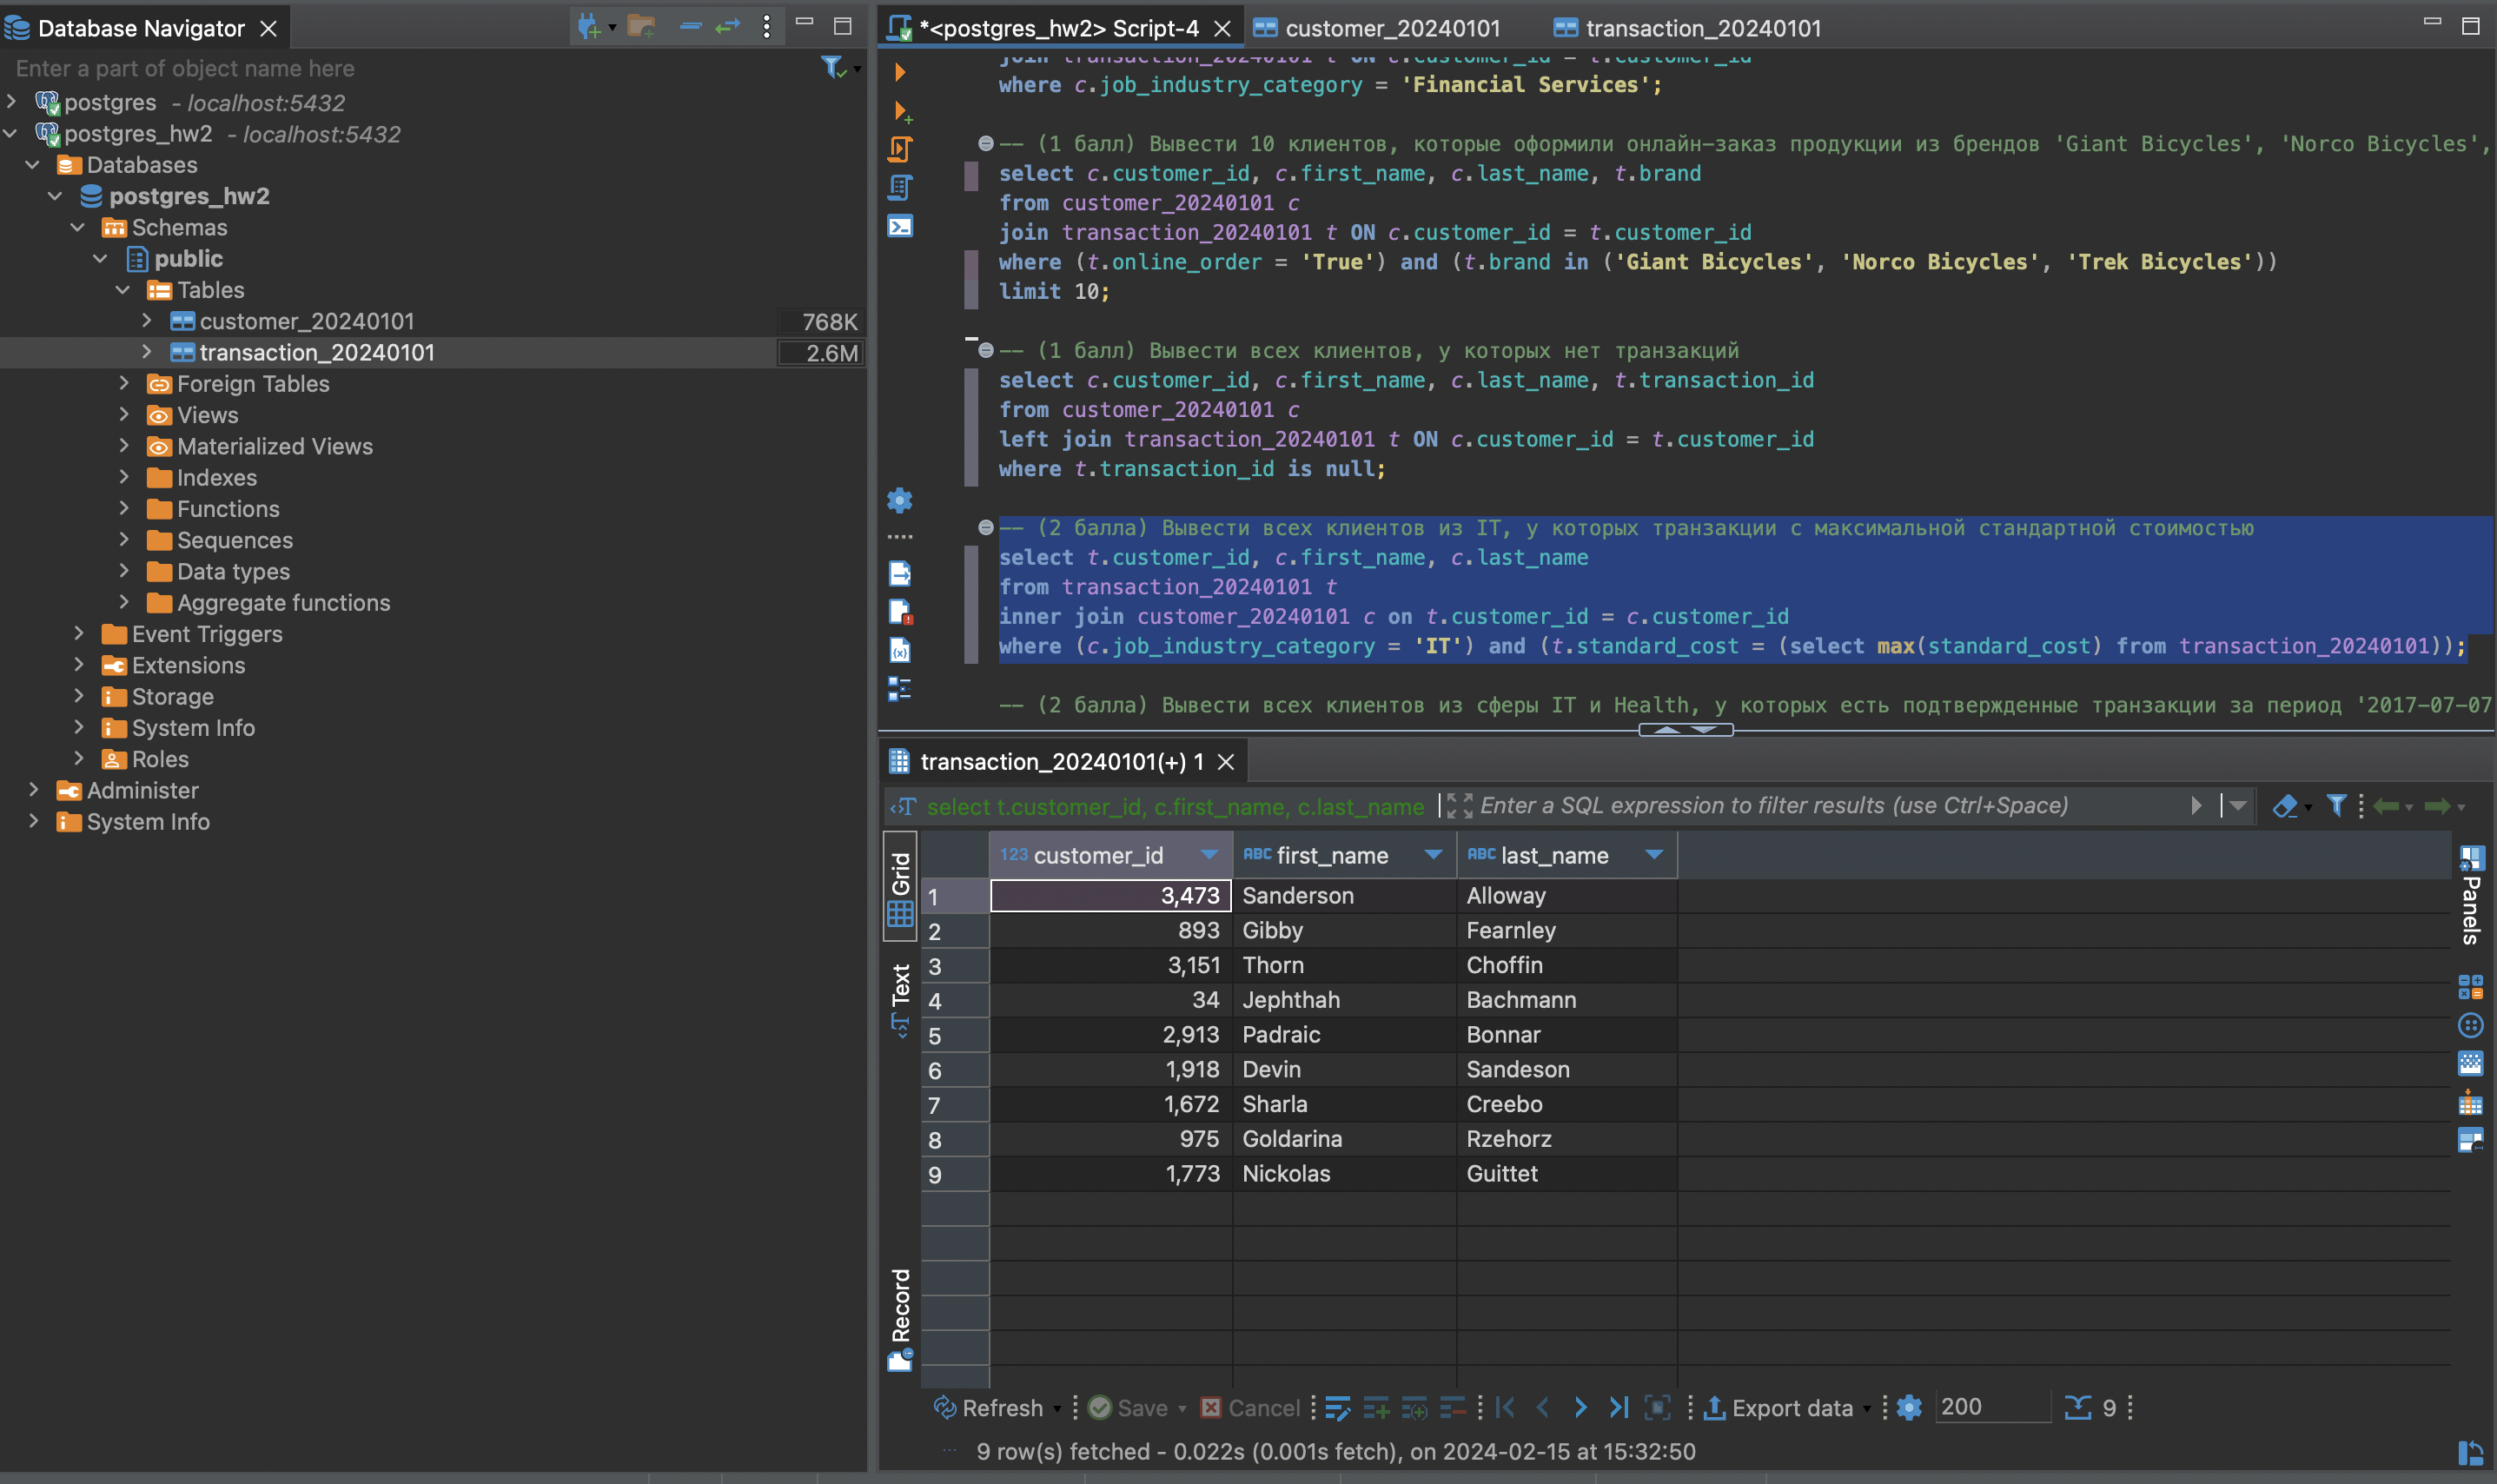 Database Navigator
*<postgres_hw2> Script-4
customer_20240101
transaction_20240101
Enter a part of object name here
postgres - localhost:5432
postgres_hw2 - localhost:5432
Databases
postgres_hw2
Schemas
public
Tables
customer_20240101 768K
transaction_20240101 2.6M
Foreign Tables
Views
Materialized Views
Indexes
Functions
Sequences
Data types
Aggregate functions
Event Triggers
Extensions
Storage
System Info
Roles
Administer
System Info
join transaction_20240101 t ON c.customer_id = t.customer_id
where c.job_industry_category = 'Financial Services';
-- (1 балл) Вывести 10 клиентов, которые оформили онлайн-заказ продукции из брендов 'Giant Bicycles', 'Norco Bicycles',
select c.customer_id, c.first_name, c.last_name, t.brand
from customer_20240101 c
join transaction_20240101 t ON c.customer_id = t.customer_id
where (t.online_order = 'True') and (t.brand in ('Giant Bicycles', 'Norco Bicycles', 'Trek Bicycles'))
limit 10;
-- (1 балл) Вывести всех клиентов, у которых нет транзакций
select c.customer_id, c.first_name, c.last_name, t.transaction_id
from customer_20240101 c
left join transaction_20240101 t ON c.customer_id = t.customer_id
where t.transaction_id is null;
-- (2 балла) Вывести всех клиентов из IT, у которых транзакции с максимальной стандартной стоимостью
select t.customer_id, c.first_name, c.last_name
from transaction_20240101 t
inner join customer_20240101 c on t.customer_id = c.customer_id
where (c.job_industry_category = 'IT') and (t.standard_cost = (select max(standard_cost) from transaction_20240101));
-- (2 балла) Вывести всех клиентов из сферы IT и Health, у которых есть подтвержденные транзакции за период '2017-07-07
transaction_20240101(+) 1
select t.customer_id, c.first_name, c.last_name
Enter a SQL expression to filter results (use Ctrl+Space)
Grid
Text
Record
Panels
123 customer_id ABC first_name ABC last_name
1 3,473 Sanderson Alloway
2 893 Gibby Fearnley
3 3,151 Thorn Choffin
4 34 Jephthah Bachmann
5 2,913 Padraic Bonnar
6 1,918 Devin Sandeson
7 1,672 Sharla Creebo
8 975 Goldarina Rzehorz
9 1,773 Nickolas Guittet
Refresh Save Cancel Export data 200 9
9 row(s) fetched - 0.022s (0.001s fetch), on 2024-02-15 at 15:32:50